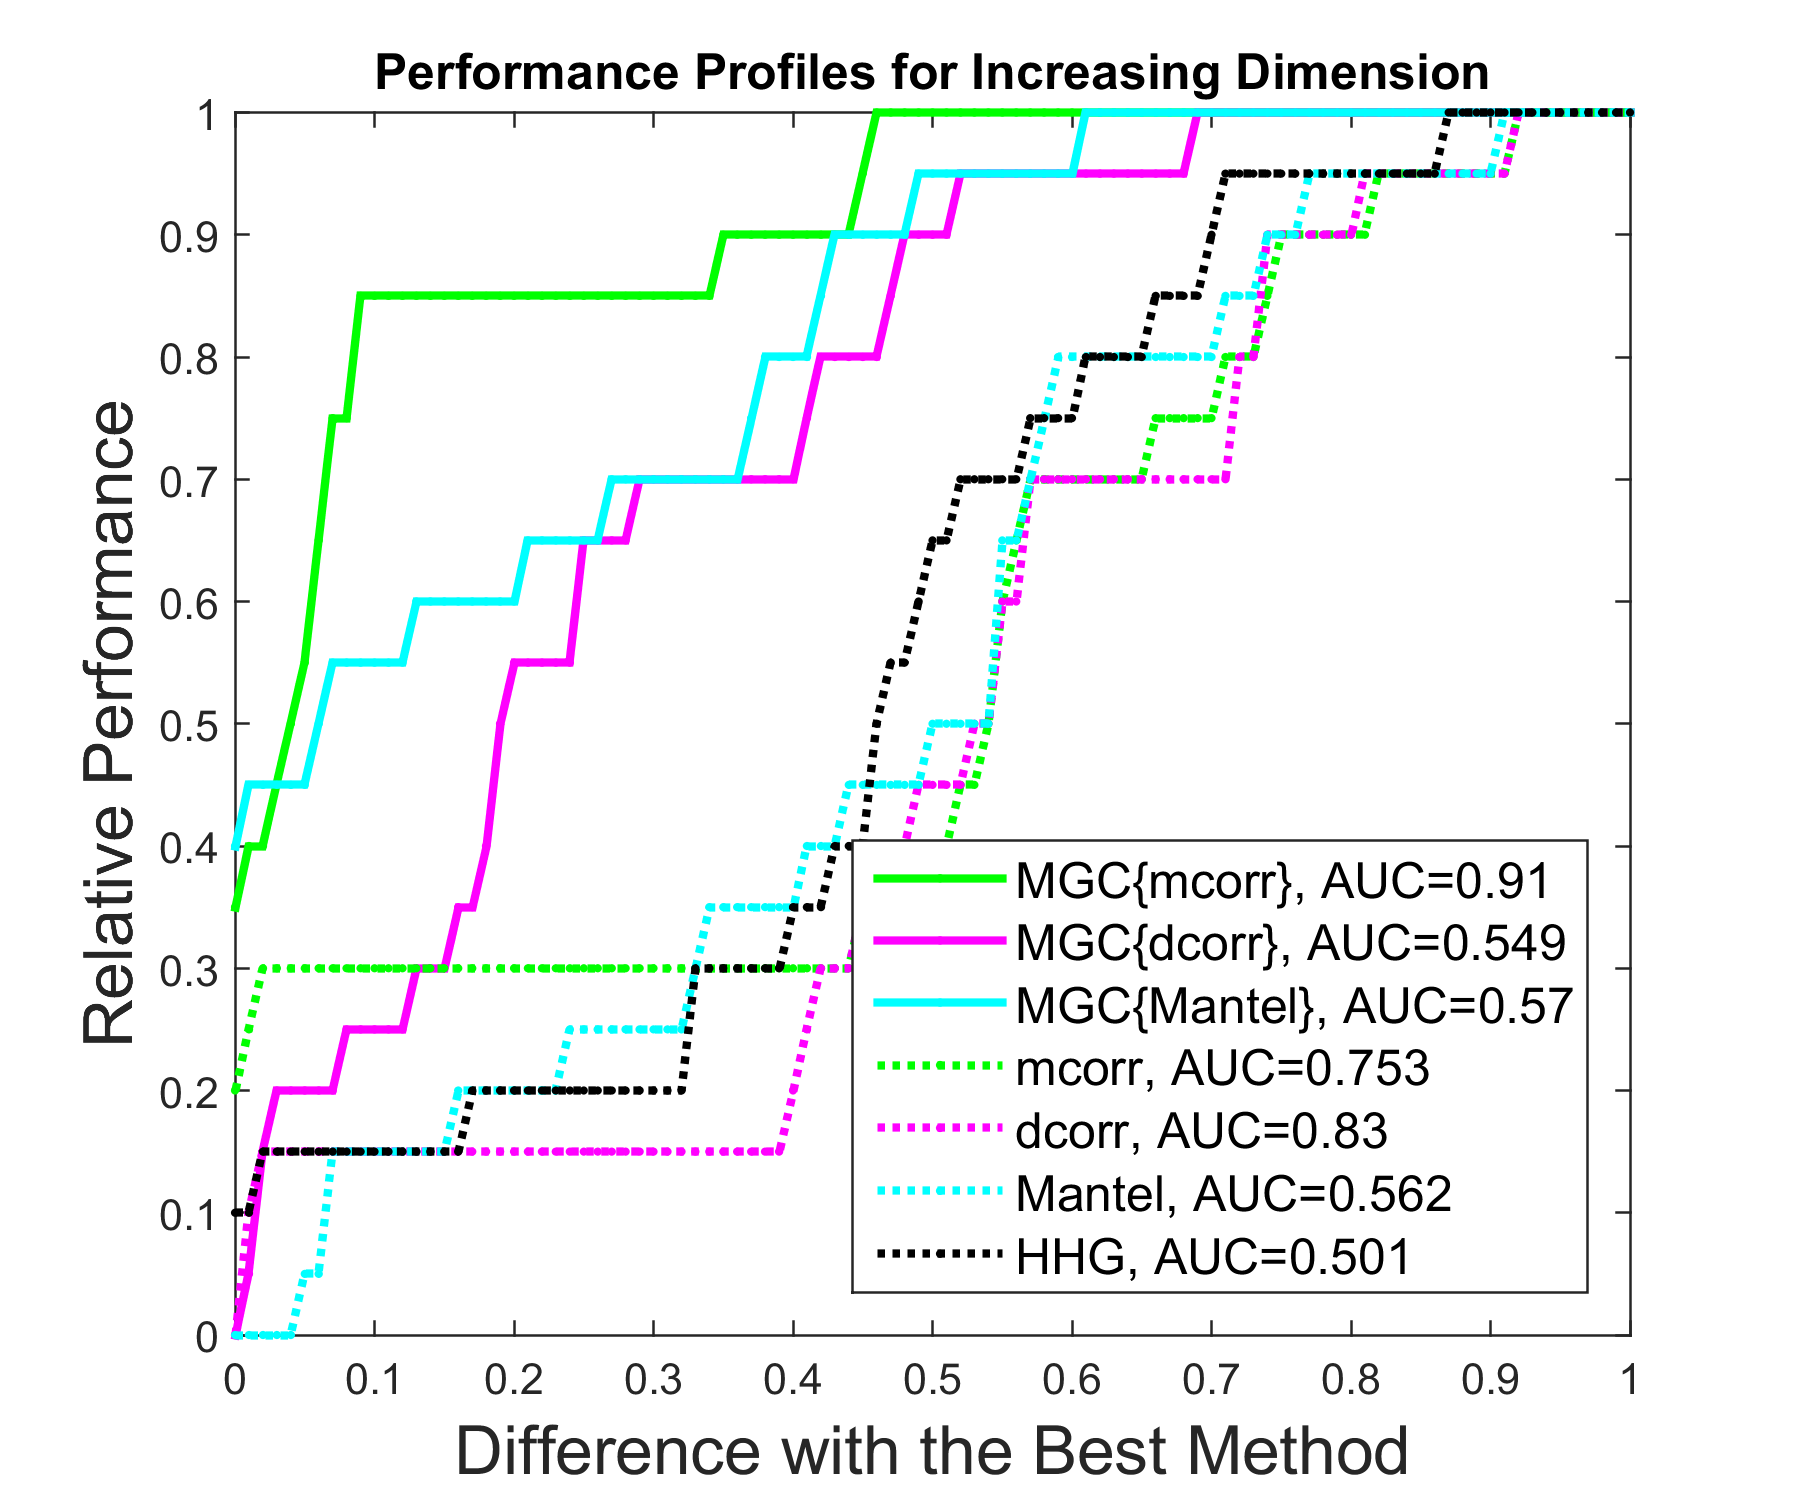 Performance Profiles for Increasing Dimension
1
0.9
0.8
0.7
0.6
0.5
0.4
0.3
0.2
0.1
0
Relative Performance
MGC{mcorr}, AUC=0.91
MGC{dcorr}, AUC=0.549
MGC{Mantel}, AUC=0.57
mcorr, AUC=0.753
dcorr, AUC=0.83
Mantel, AUC=0.562
HHG, AUC=0.501
0 0.1 0.2 0.3 0.4 0.5 0.6 0.7 0.8 0.9 1
Difference with the Best Method